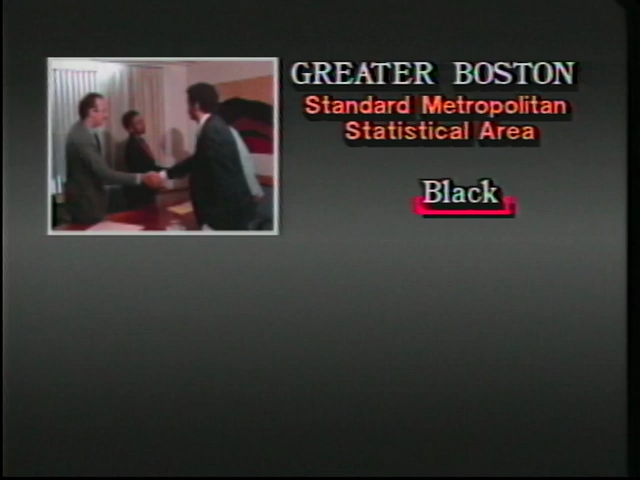 GREATER BOSTON
Standard Metropolitan
Statistical Area
Black